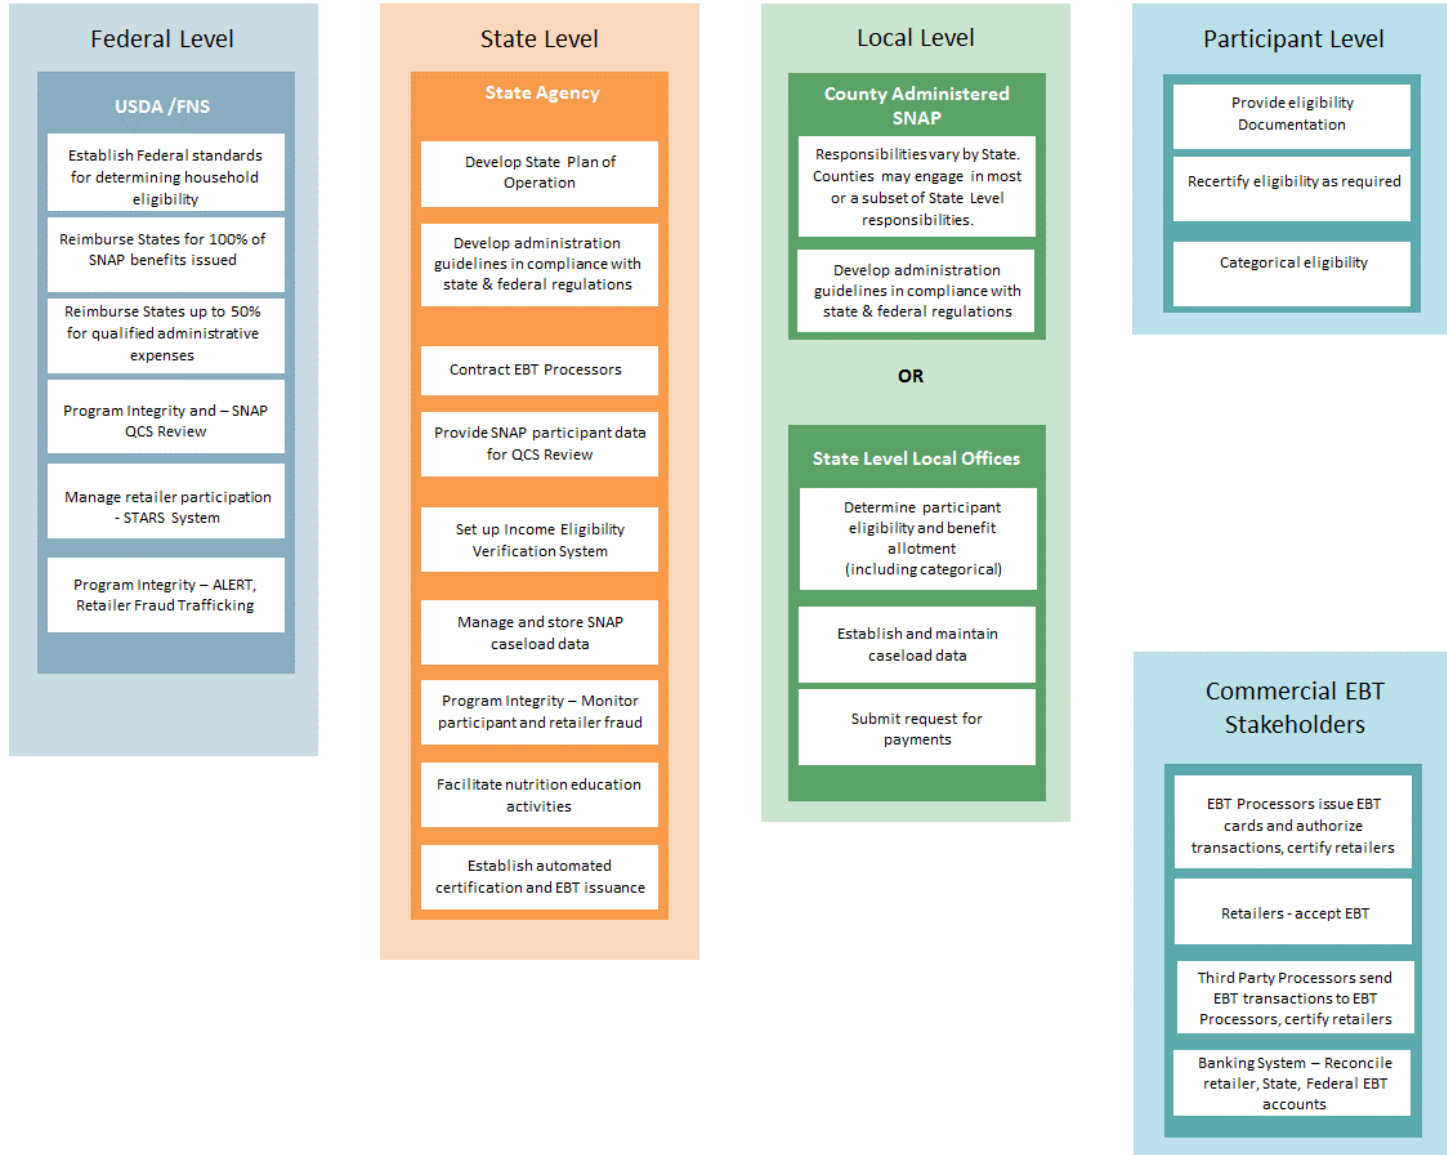 Federal Level
USDA /FNS
Establish Federal standards
for determining household
eligibility
Reimburse States for 100% of
SNAP benefits issued
Reimburse States up to 50%
for qualified administrative
expenses
Program Integrity and – SNAP
QCS Review
Manage retailer participation
- STARS System
Program Integrity – ALERT,
Retailer Fraud Trafficking
State Level
State Agency
Develop State Plan of
Operation
Develop administration
guidelines in compliance with
state & federal regulations
Contract EBT Processors
Provide SNAP participant data
for QCS Review
Set up Income Eligibility
Verification System
Manage and store SNAP
caseload data
Program Integrity – Monitor
participant and retailer fraud
Facilitate nutrition education
activities
Establish automated
certification and EBT issuance
Local Level
County Administered
SNAP
Responsibilities vary by State.
Counties may engage in most
or a subset of State Level
responsibilities.
Develop administration
guidelines in compliance with
state & federal regulations
OR
State Level Local Offices
Determine participant
eligibility and benefit
allotment
(including categorical)
Establish and maintain
caseload data
Submit request for
payments
Participant Level
Provide eligibility
Documentation
Recertify eligibility as required
Categorical eligibility
Commercial EBT
Stakeholders
EBT Processors issue EBT
cards and authorize
transactions, certify retailers
Retailers - accept EBT
Third Party Processors send
EBT transactions to EBT
Processors, certify retailers
Banking System – Reconcile
retailer, State, Federal EBT
accounts